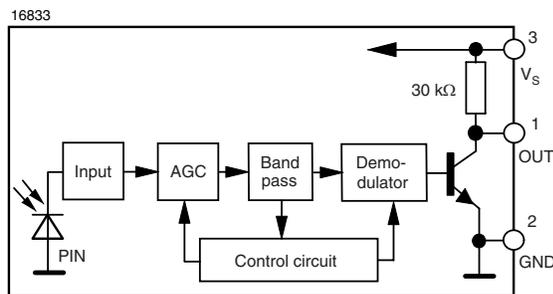 16833
3
V_S
30 kΩ
1
OUT
Input
AGC
Band
pass
Demo-
dulator
2
GND
PIN
Control circuit